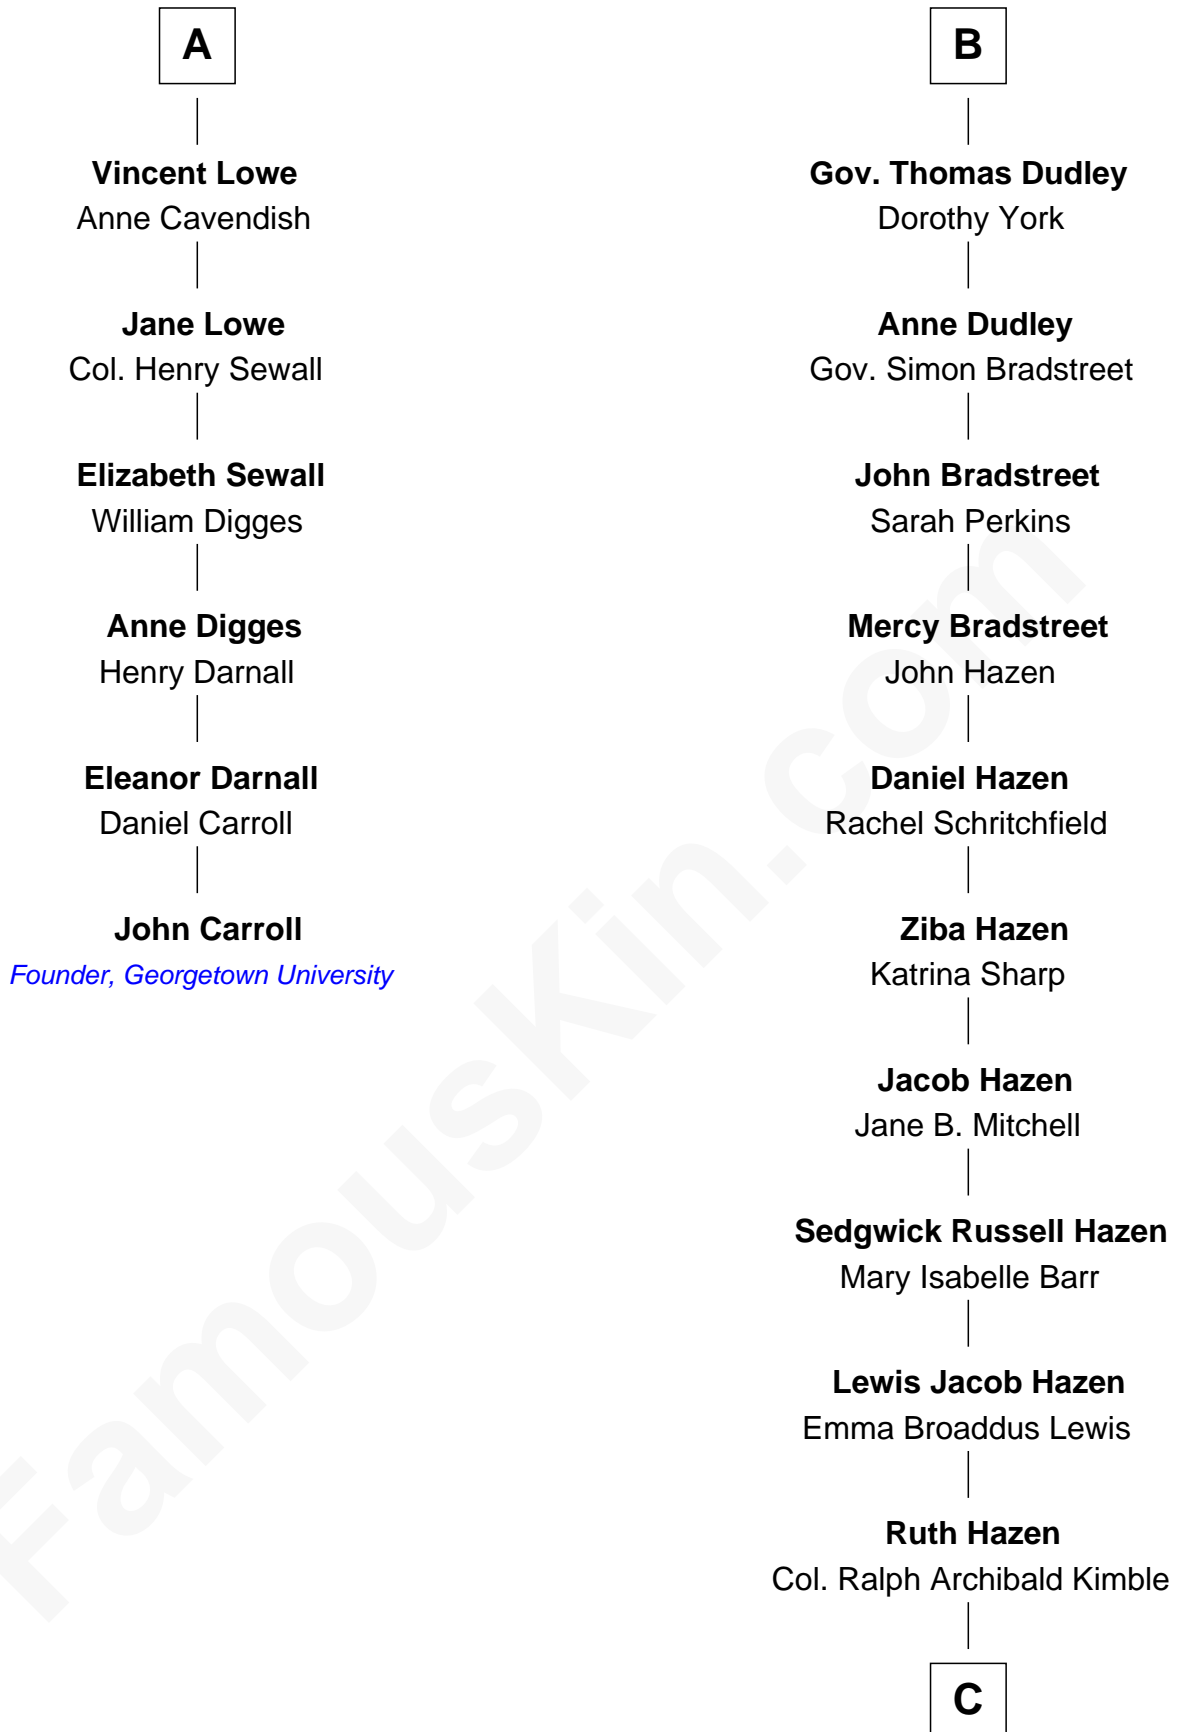 A
Vincent Lowe
Anne Cavendish
Jane Lowe
Col. Henry Sewall
Elizabeth Sewall
William Digges
Anne Digges
Henry Darnall
Eleanor Darnall
Daniel Carroll
John Carroll
Founder, Georgetown University
B
Gov. Thomas Dudley
Dorothy York
Anne Dudley
Gov. Simon Bradstreet
John Bradstreet
Sarah Perkins
Mercy Bradstreet
John Hazen
Daniel Hazen
Rachel Schritchfield
Ziba Hazen
Katrina Sharp
Jacob Hazen
Jane B. Mitchell
Sedgwick Russell Hazen
Mary Isabelle Barr
Lewis Jacob Hazen
Emma Broaddus Lewis
Ruth Hazen
Col. Ralph Archibald Kimble
C
FamousKin.com